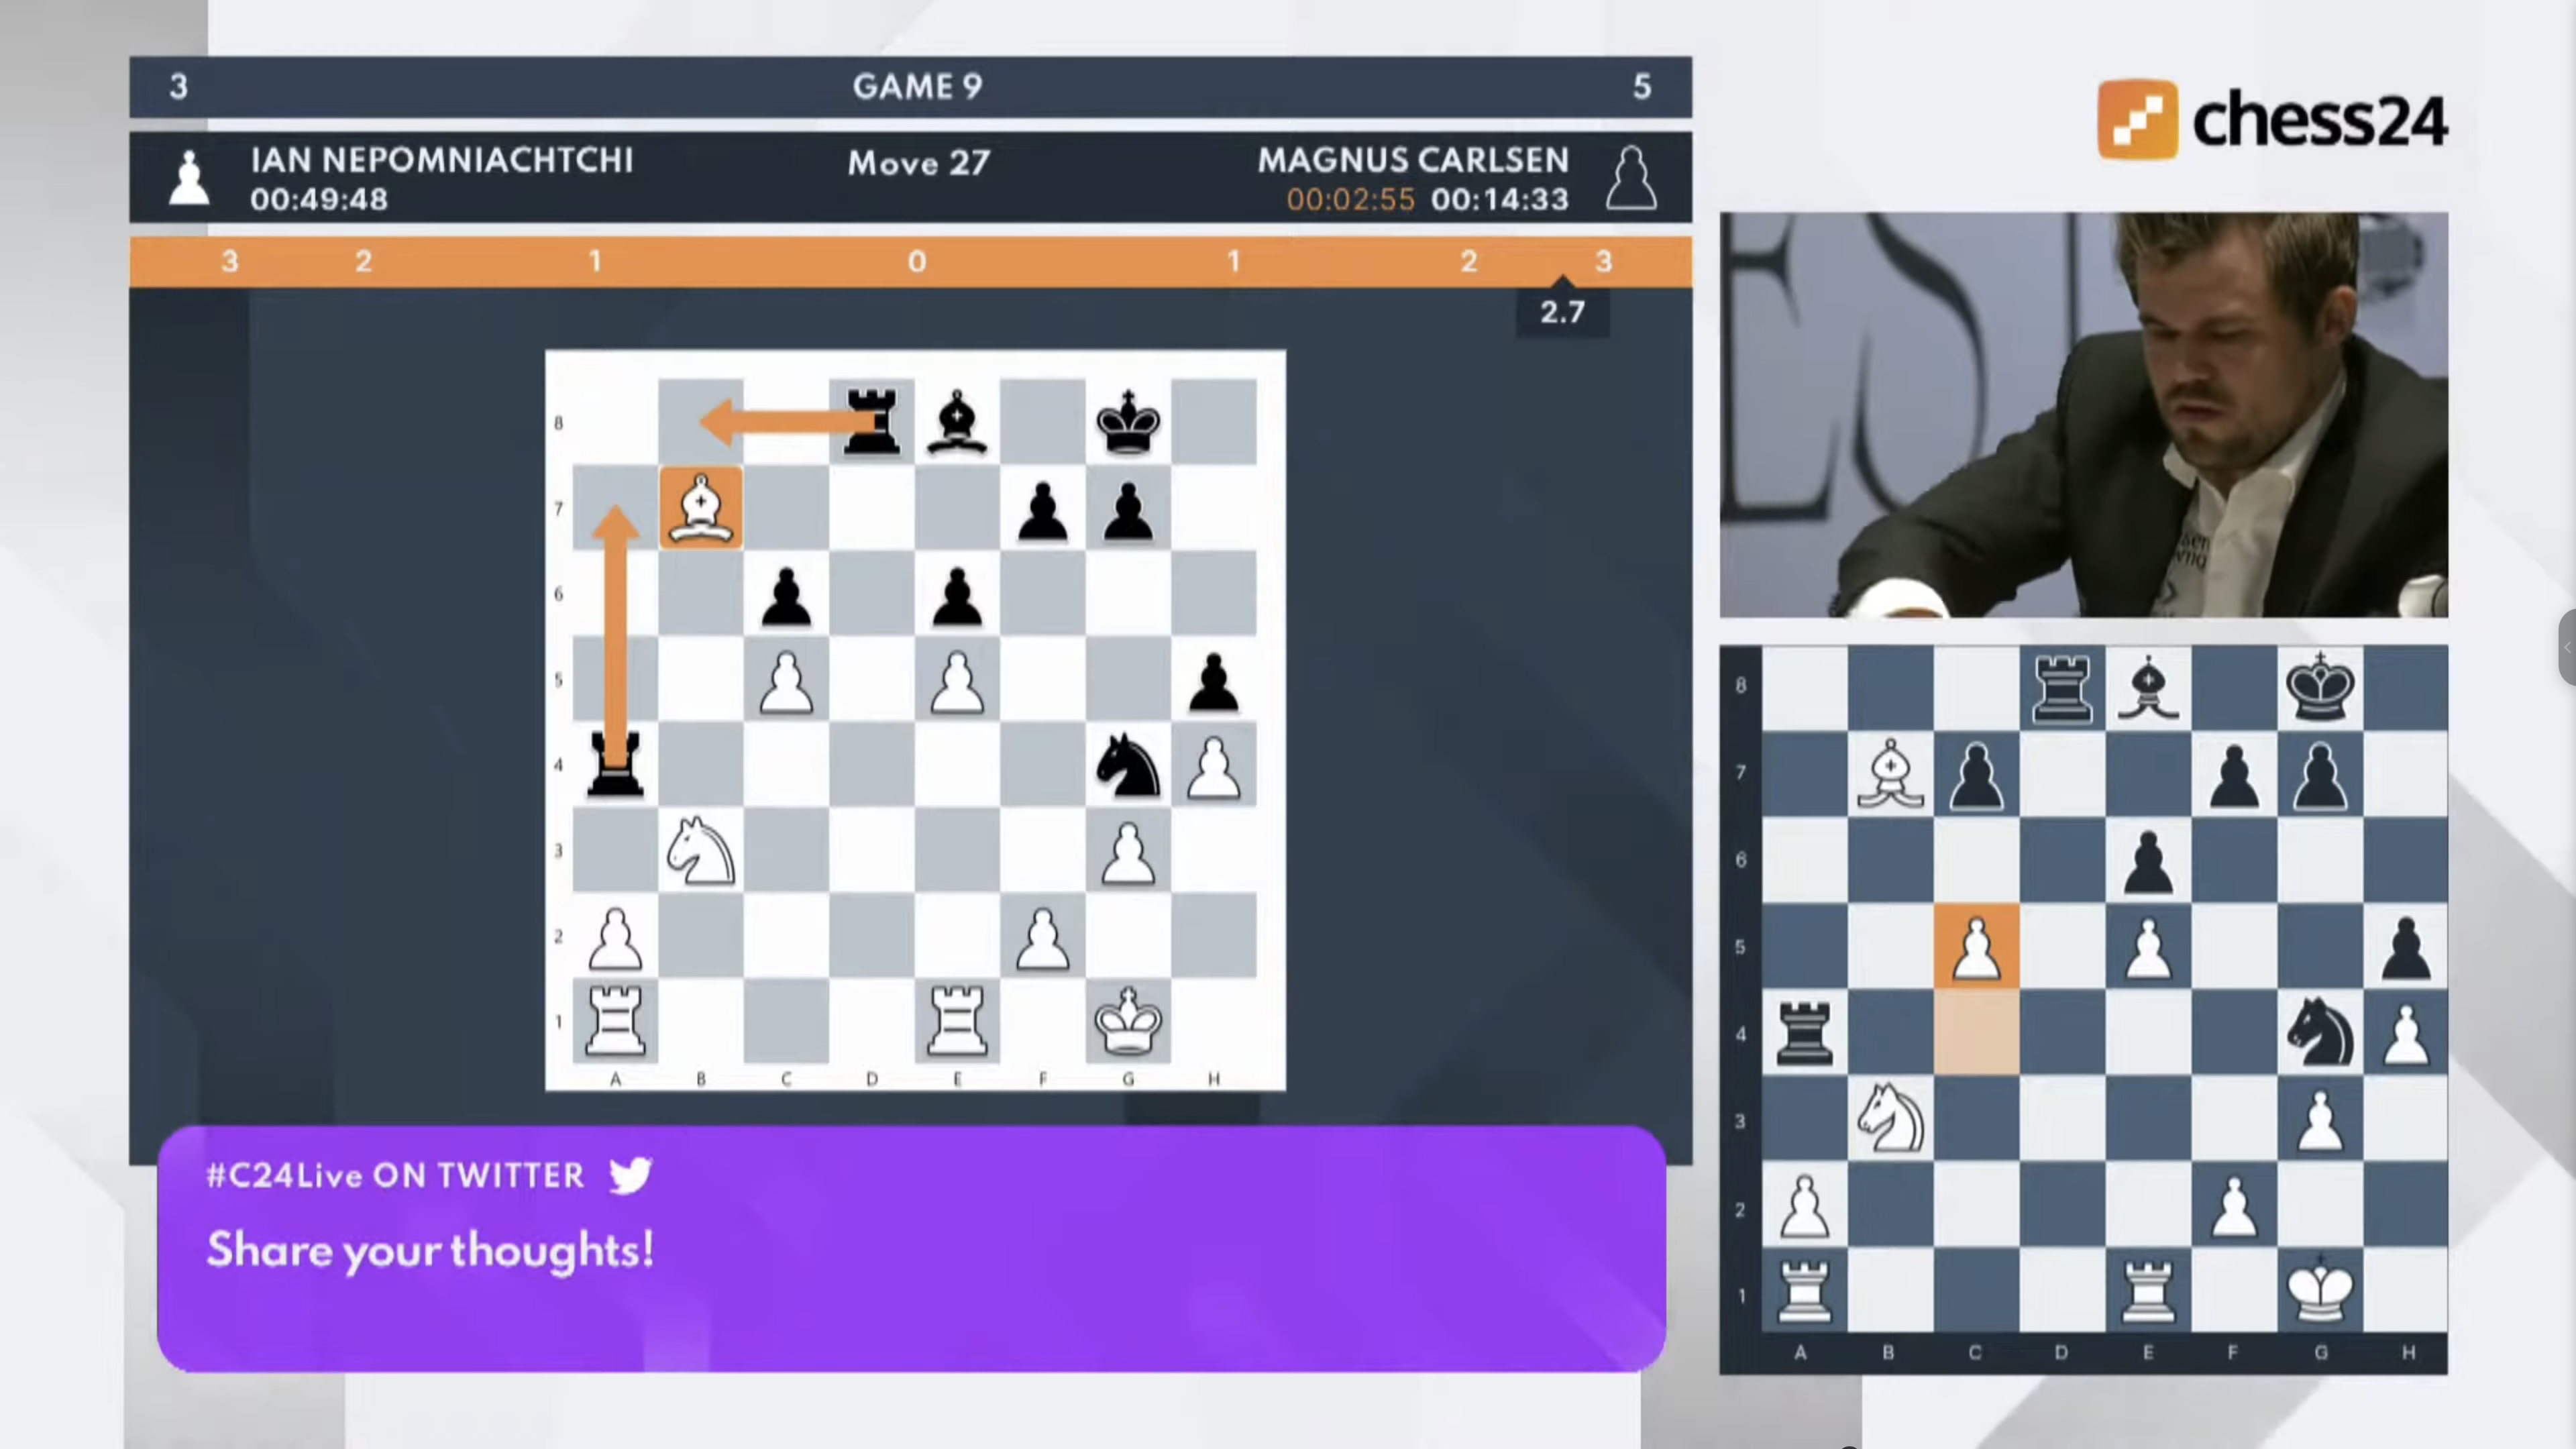 3 GAME 9 5
IAN NEPOMNIACHTCHI Move 27 MAGNUS CARLSEN
00:49:48 00:02:55 00:14:33
3 2 1 0 1 2 3
2.7
8
7
6
5
4
3
2
1
A B C D E F G H
#C24Live ON TWITTER
Share your thoughts!
chess24
ES
8
7
6
5
4
3
2
1
A B C D E F G H